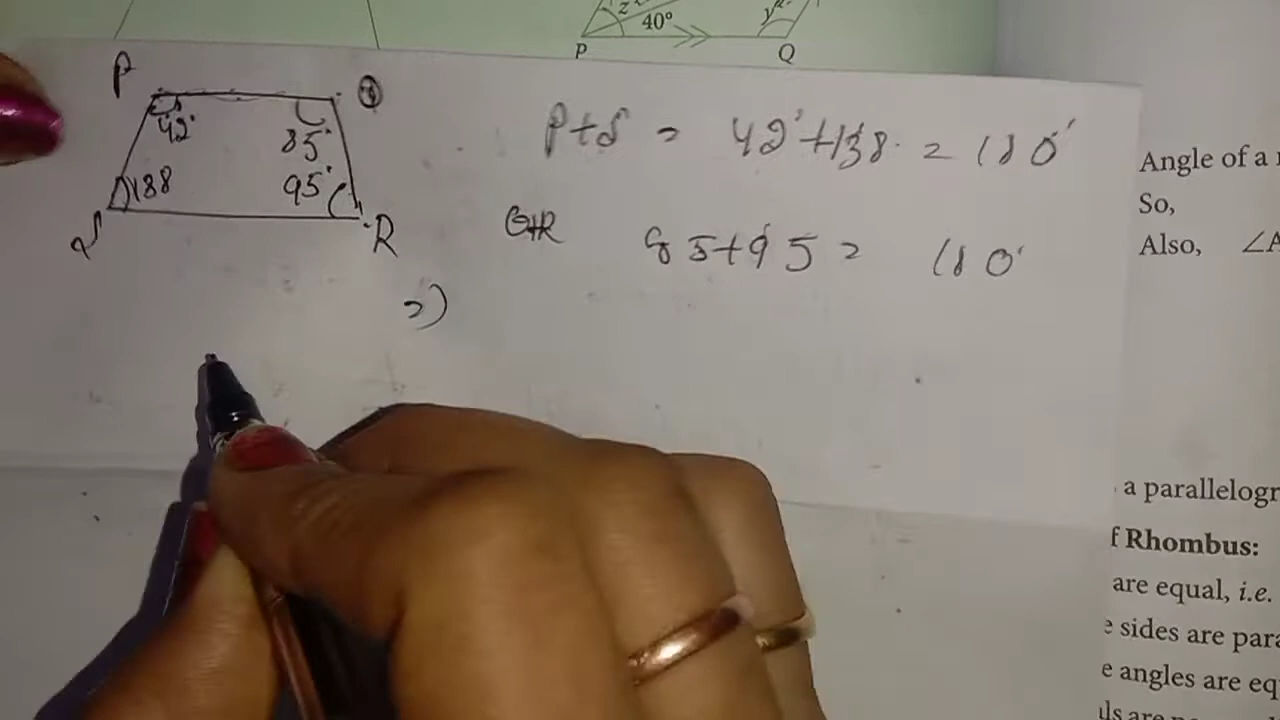 z
40°
y
P
Q
P
Q
42°
85°
138
95°
S
R
P+S = 42°+138 = 180°
Q+R 85+95 = 180°
2)
Angle of a
So,
Also, ∠A
a parallelogr
f Rhombus:
are equal, i.e.
e sides are para
e angles are eq